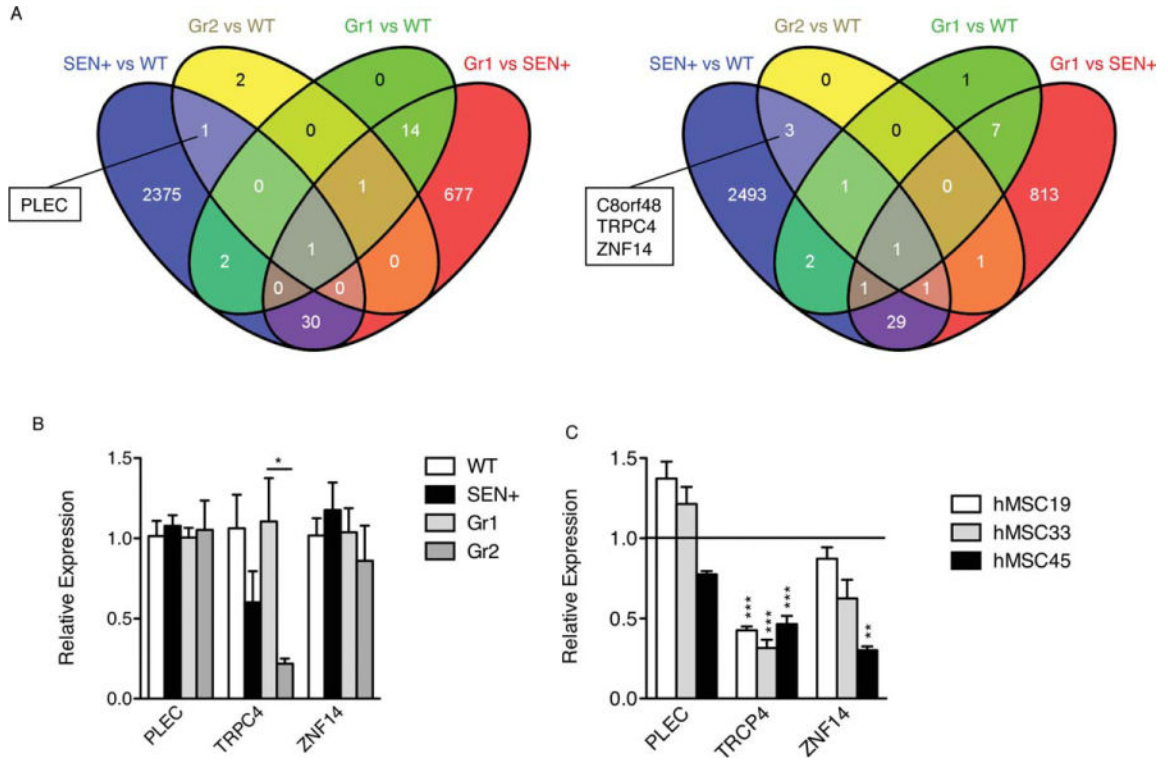 A
Gr2 vs WT
Gr1 vs WT
SEN+ vs WT
Gr1 vs SEN+
2
0
1
0
14
2375
0
1
677
PLEC
1
2
0
0
0
30
Gr2 vs WT
Gr1 vs WT
SEN+ vs WT
Gr1 vs SEN+
0
1
3
0
7
2493
1
0
813
C8orf48
TRPC4
ZNF14
1
2
1
1
1
29
B
Relative Expression
1.5
1.0
0.5
0.0
*
PLEC
TRPC4
ZNF14
WT
SEN+
Gr1
Gr2
C
Relative Expression
1.5
1.0
0.5
0.0
***
***
***
**
PLEC
TRCP4
ZNF14
hMSC19
hMSC33
hMSC45